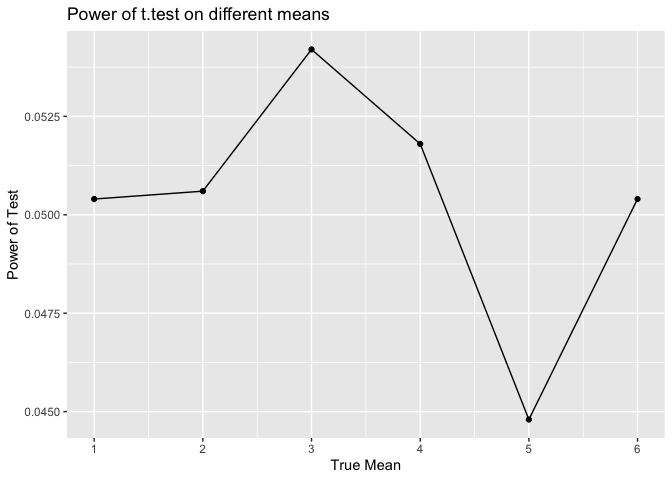 Power of t.test on different means
Power of Test
0.0525
0.0500
0.0475
0.0450
1 2 3 4 5 6
True Mean